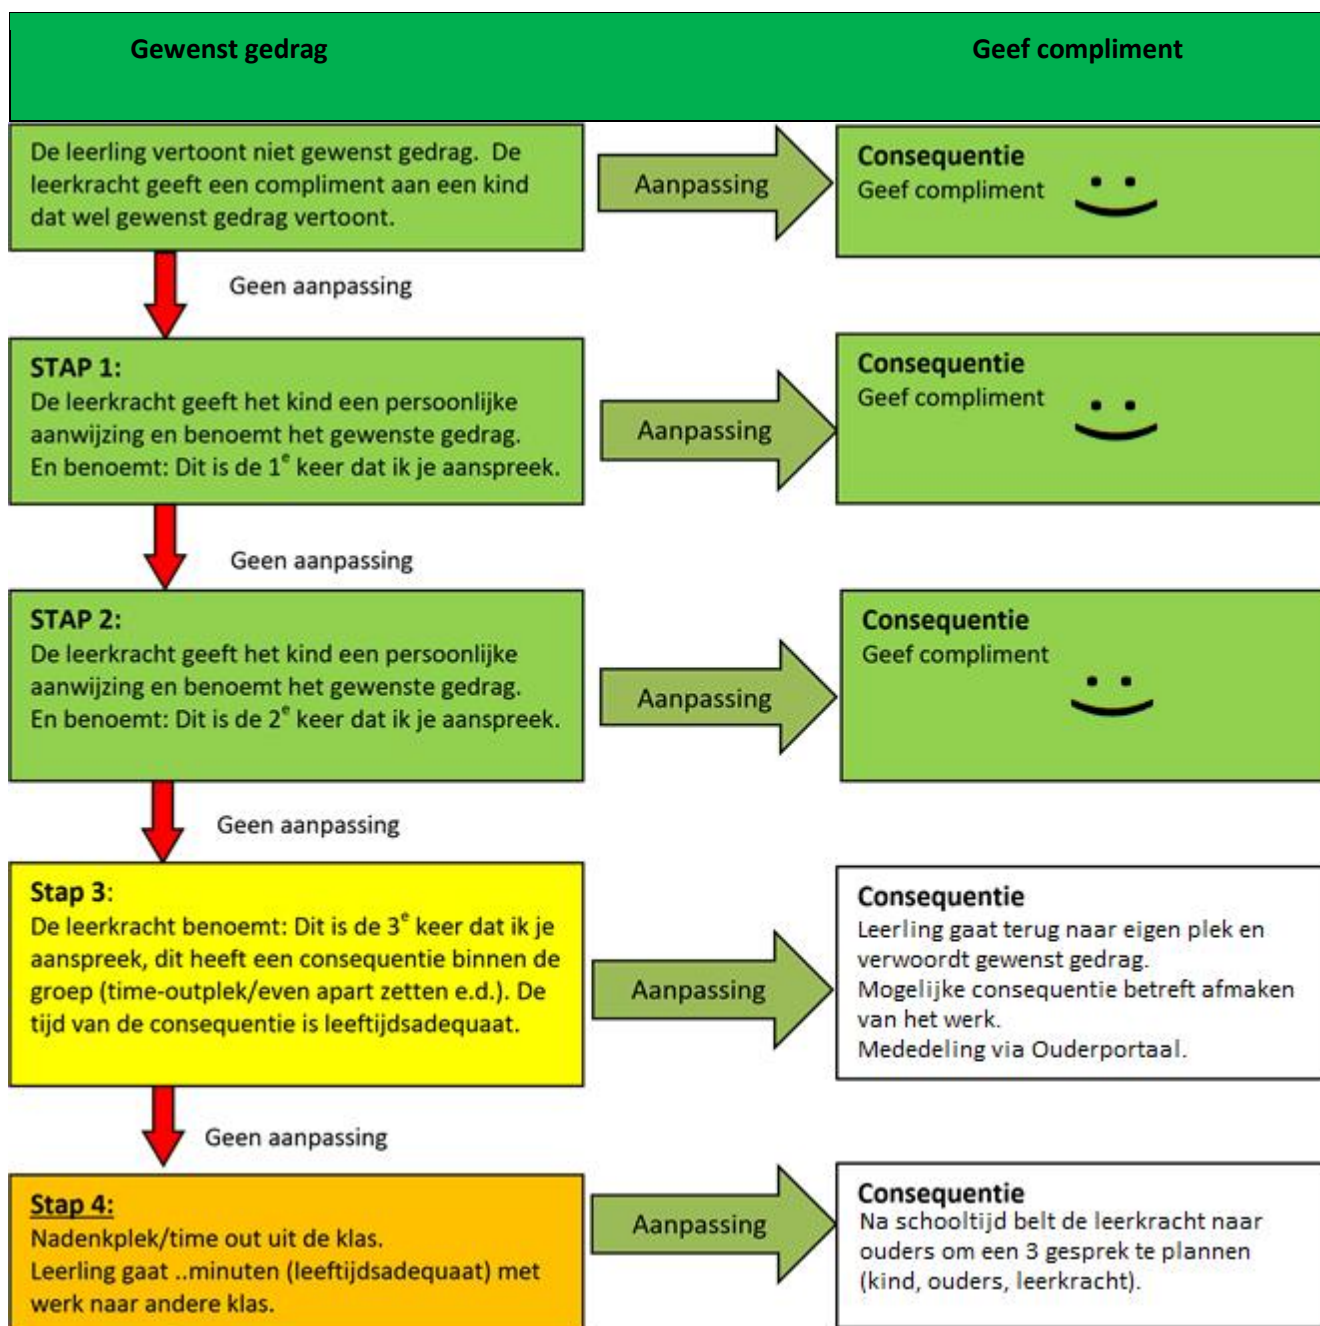 Gewenst gedrag
Geef compliment
De leerling vertoont niet gewenst gedrag. De
leerkracht geeft een compliment aan een kind
dat wel gewenst gedrag vertoont.
Aanpassing
Consequentie
Geef compliment
Geen aanpassing
STAP 1:
De leerkracht geeft het kind een persoonlijke
aanwijzing en benoemt het gewenste gedrag.
En benoemt: Dit is de 1e keer dat ik je aanspreek.
Aanpassing
Consequentie
Geef compliment
Geen aanpassing
STAP 2:
De leerkracht geeft het kind een persoonlijke
aanwijzing en benoemt het gewenste gedrag.
En benoemt: Dit is de 2e keer dat ik je aanspreek.
Aanpassing
Consequentie
Geef compliment
Geen aanpassing
Stap 3:
De leerkracht benoemt: Dit is de 3e keer dat ik je
aanspreek, dit heeft een consequentie binnen de
groep (time-outplek/even apart zetten e.d.). De
tijd van de consequentie is leeftijdsadequaat.
Aanpassing
Consequentie
Leerling gaat terug naar eigen plek en
verwoordt gewenst gedrag.
Mogelijke consequentie betreft afmaken
van het werk.
Mededeling via Ouderportaal.
Geen aanpassing
Stap 4:
Nadenkplek/time out uit de klas.
Leerling gaat ..minuten (leeftijdsadequaat) met
werk naar andere klas.
Aanpassing
Consequentie
Na schooltijd belt de leerkracht naar
ouders om een 3 gesprek te plannen
(kind, ouders, leerkracht).